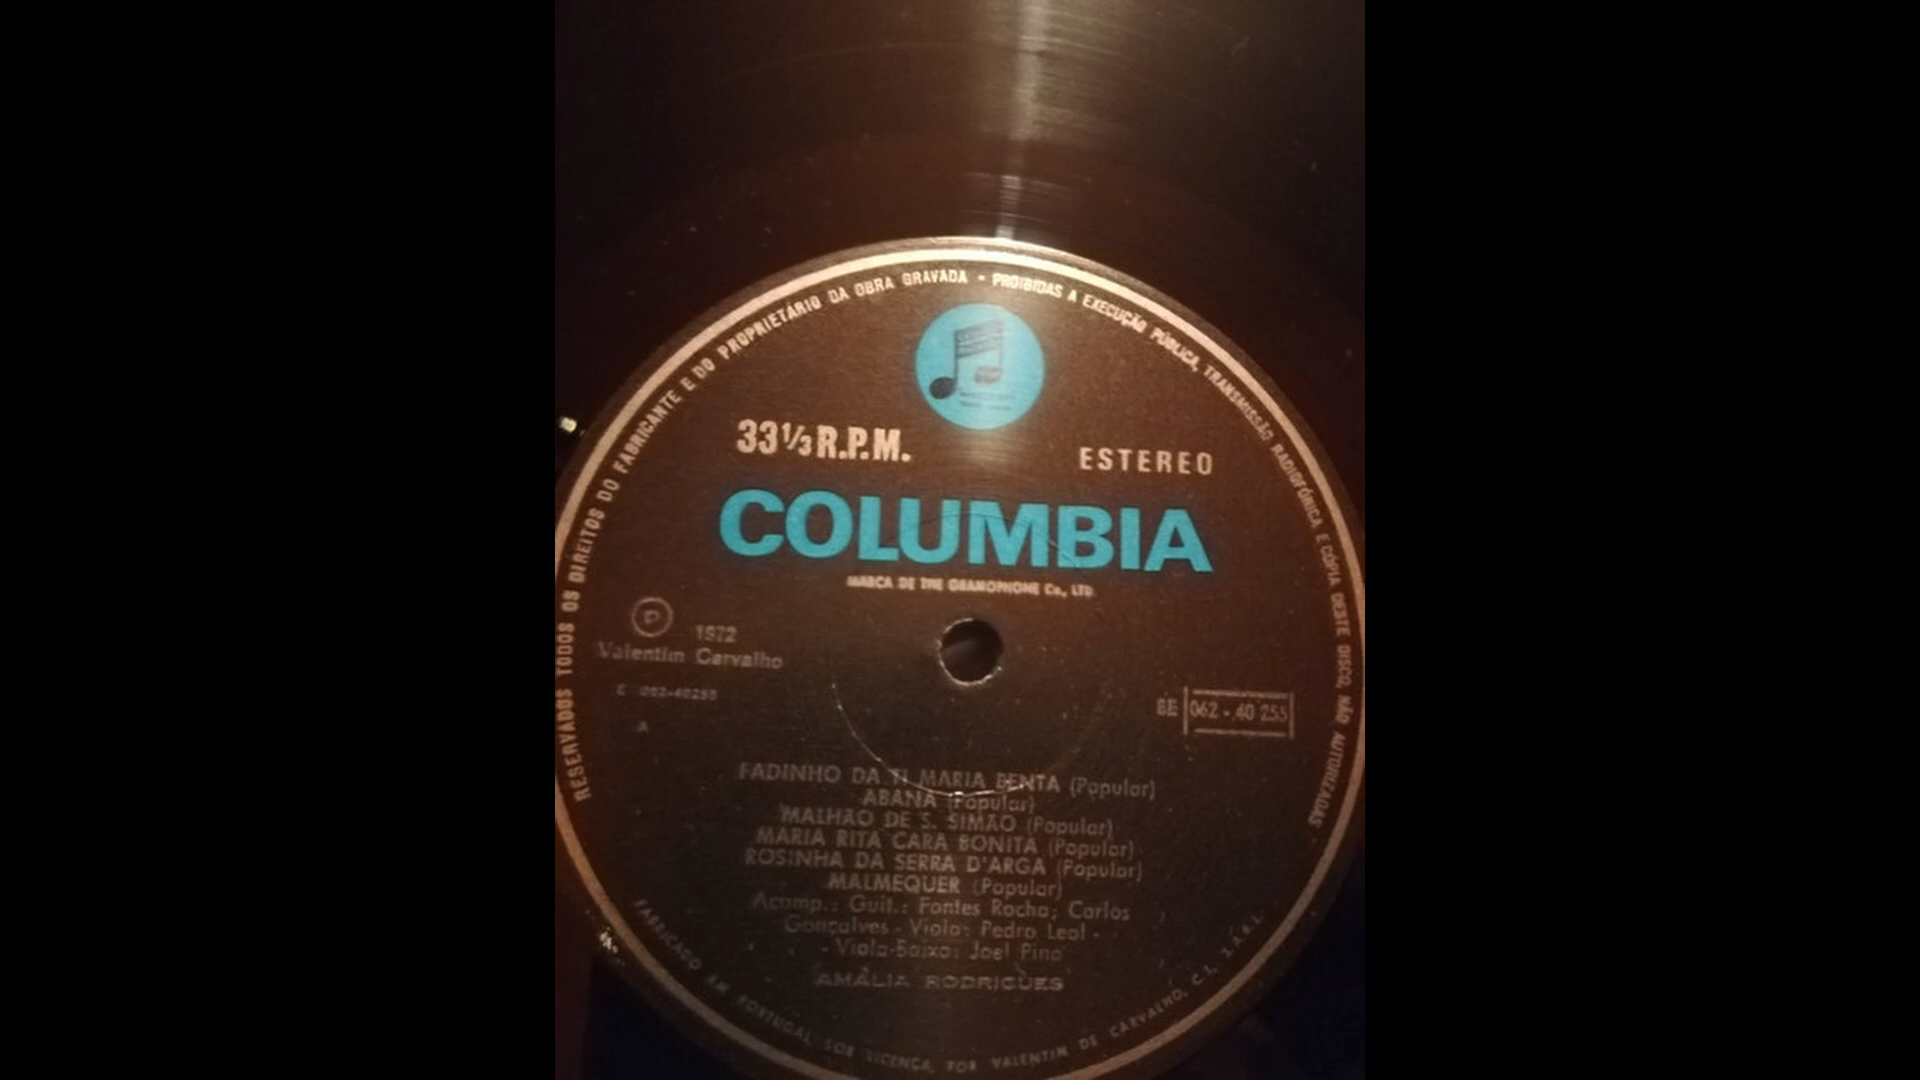 RESERVADOS TODOS OS DIREITOS DO FABRICANTE E DO PROPRIETÁRIO DA OBRA GRAVADA - PROIBIDAS A EXECUÇÃO PÚBLICA, TRANSMISSÃO RADIOFÓNICA E CÓPIA DESTE DISCO, NÃO AUTORIZADAS
33⅓ R.P.M.
ESTEREO
COLUMBIA
MARCA DE THE GRAMOPHONE Co., LTD
P 1972
Valentim Carvalho
E 062-40255
A
8E 062 - 40 255
FADINHO DA TI MARIA BENTA (Popular)
ABANA (Popular)
MALHÃO DE S. SIMÃO (Popular)
MARIA RITA CARA BONITA (Popular)
ROSINHA DA SERRA D'ARGA (Popular)
MALMEQUER (Popular)
Acomp.: Guit.: Fontes Rocha; Carlos
Gonçalves - Viola: Pedro Leal -
- Viola-Baixo: Joel Pina
AMÁLIA RODRIGUES
FABRICADO EM PORTUGAL SOB LICENÇA, POR VALENTIM DE CARVALHO, C.I., S.A.R.L.